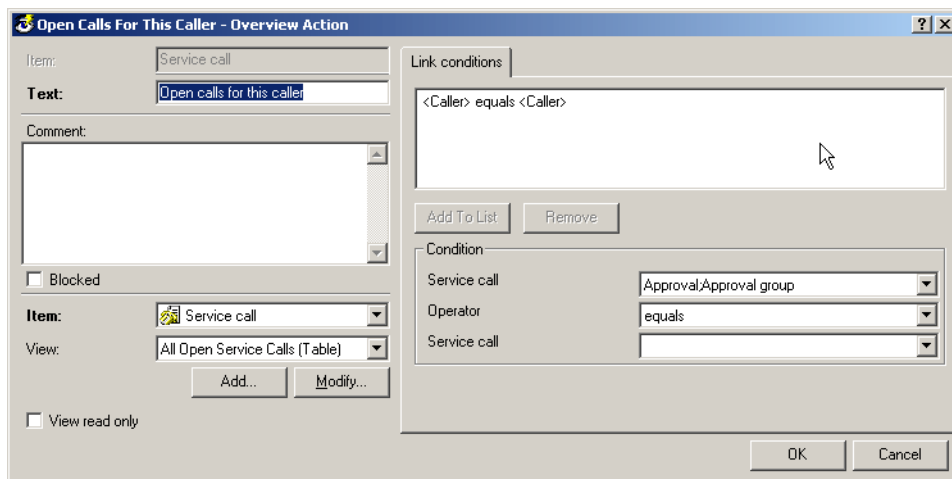 Open Calls For This Caller - Overview Action
Item:
Service call
Text:
Open calls for this caller
Comment:
Blocked
Item:
Service call
View:
All Open Service Calls (Table)
Add...
Modify...
View read only
Link conditions
<Caller> equals <Caller>
Add To List
Remove
Condition
Service call
Approval;Approval group
Operator
equals
Service call
OK
Cancel